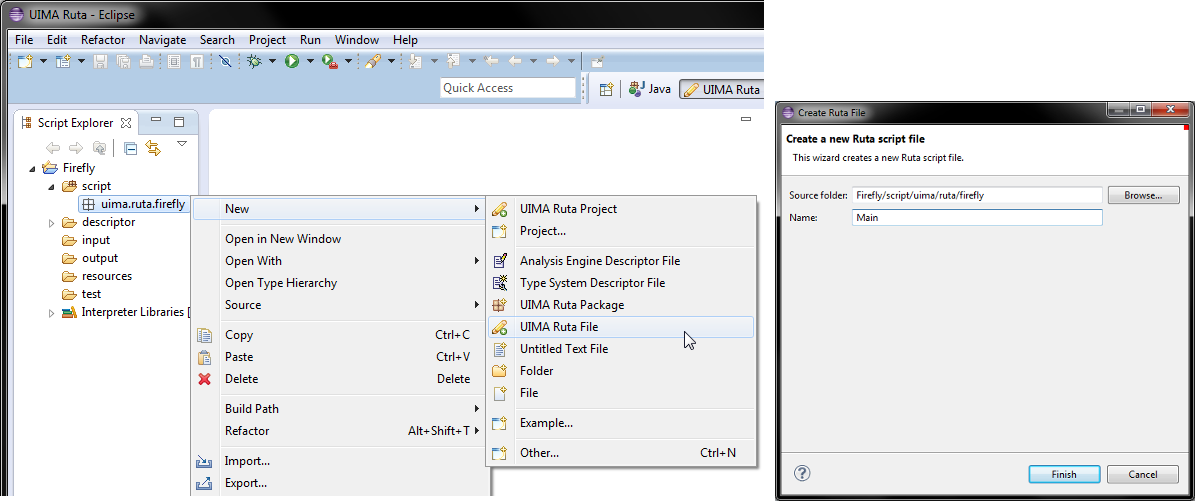 UIMA Ruta - Eclipse
File Edit Refactor Navigate Search Project Run Window Help
Quick Access
Java
UIMA Ruta
Script Explorer
Firefly
script
uima.ruta.firefly
descriptor
input
output
resources
test
Interpreter Libraries [
New
Open in New Window
Open With
Open Type Hierarchy
Source
Copy Ctrl+C
Paste Ctrl+V
Delete Delete
Build Path
Refactor Alt+Shift+T
Import...
Export...
UIMA Ruta Project
Project...
Analysis Engine Descriptor File
Type System Descriptor File
UIMA Ruta Package
UIMA Ruta File
Untitled Text File
Folder
File
Example...
Other... Ctrl+N
Create Ruta File
Create a new Ruta script file
This wizard creates a new Ruta script file.
Source folder: Firefly/script/uima/ruta/firefly Browse...
Name: Main
? Finish Cancel